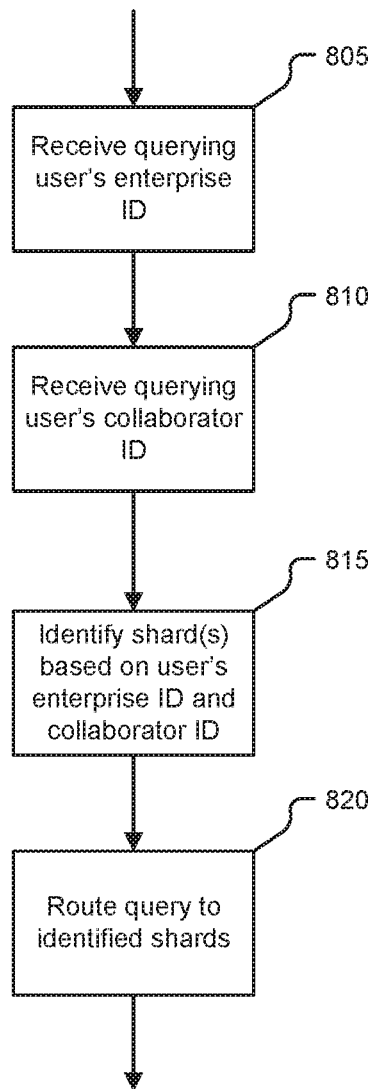 805
Receive querying
user's enterprise
ID
810
Receive querying
user's collaborator
ID
815
Identify shard(s)
based on user's
enterprise ID and
collaborator ID
820
Route query to
identified shards